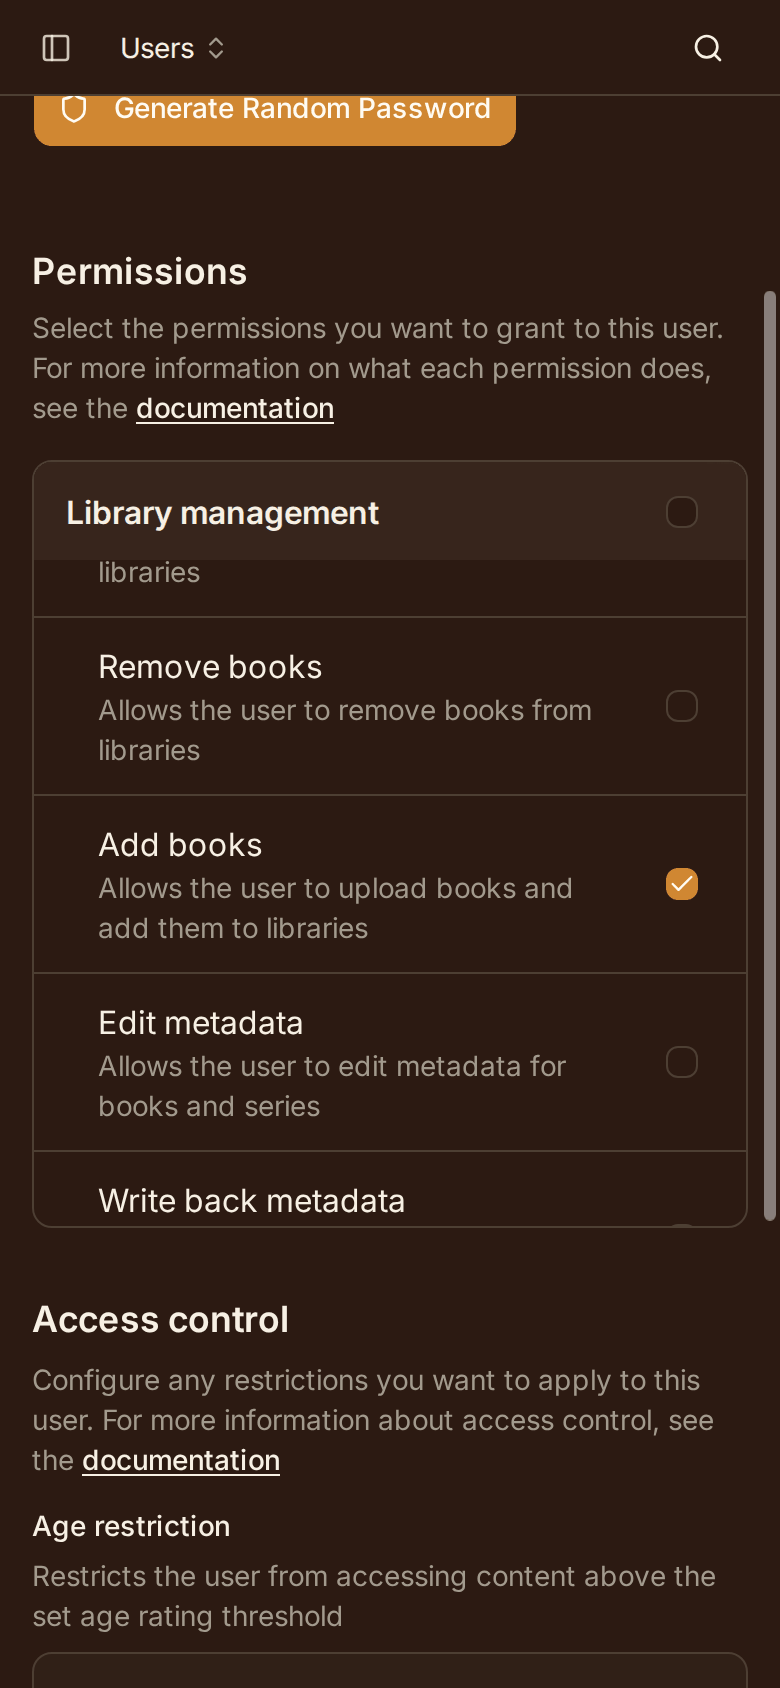 Users
Generate Random Password
Permissions
Select the permissions you want to grant to this user.
For more information on what each permission does,
see the documentation
Library management
libraries
Remove books
Allows the user to remove books from
libraries
Add books
Allows the user to upload books and
add them to libraries
Edit metadata
Allows the user to edit metadata for
books and series
Write back metadata
Access control
Configure any restrictions you want to apply to this
user. For more information about access control, see
the documentation
Age restriction
Restricts the user from accessing content above the
set age rating threshold